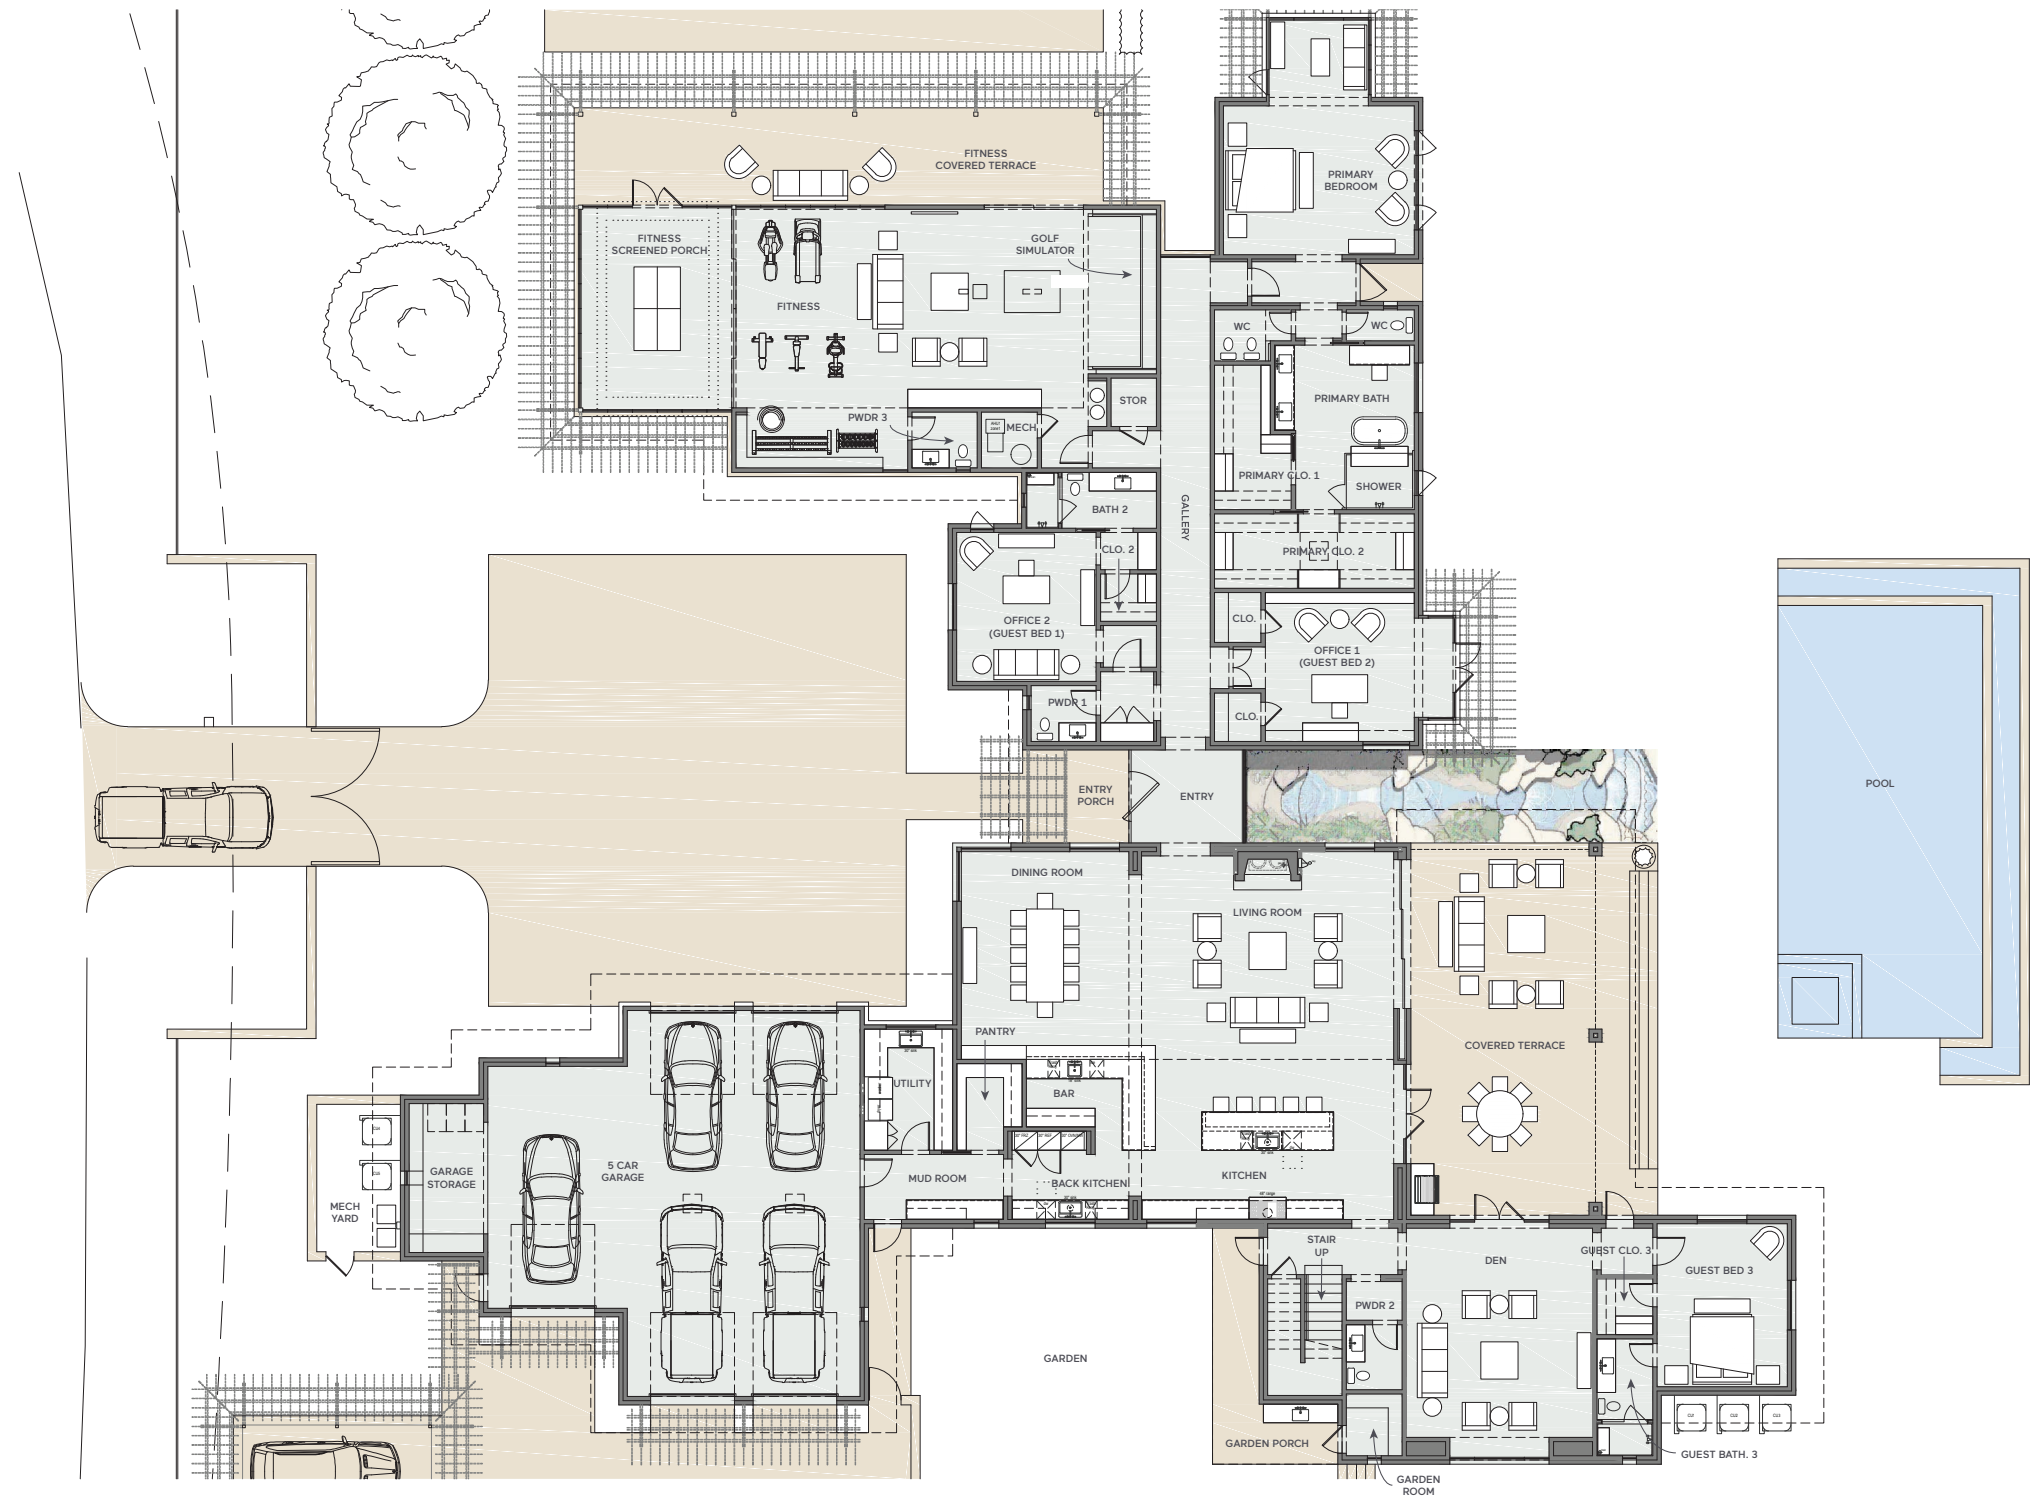 FITNESS
COVERED TERRACE
PRIMARY
BEDROOM
FITNESS
SCREENED PORCH
GOLF
SIMULATOR
FITNESS
WC
WC
PRIMARY BATH
STOR
PWDR 3
MECH
PRIMARY CLO. 1
SHOWER
BATH 2
GALLERY
CLO. 2
PRIMARY CLO. 2
OFFICE 2
(GUEST BED 1)
CLO.
OFFICE 1
(GUEST BED 2)
PWDR 1
CLO.
POOL
ENTRY
PORCH
ENTRY
DINING ROOM
LIVING ROOM
PANTRY
COVERED TERRACE
UTILITY
BAR
5 CAR
GARAGE
GARAGE
STORAGE
MUD ROOM
BACK KITCHEN
KITCHEN
MECH
YARD
STAIR
UP
GUEST CLO. 3
DEN
GUEST BED 3
PWDR 2
GARDEN
GARDEN PORCH
GUEST BATH. 3
GARDEN
ROOM